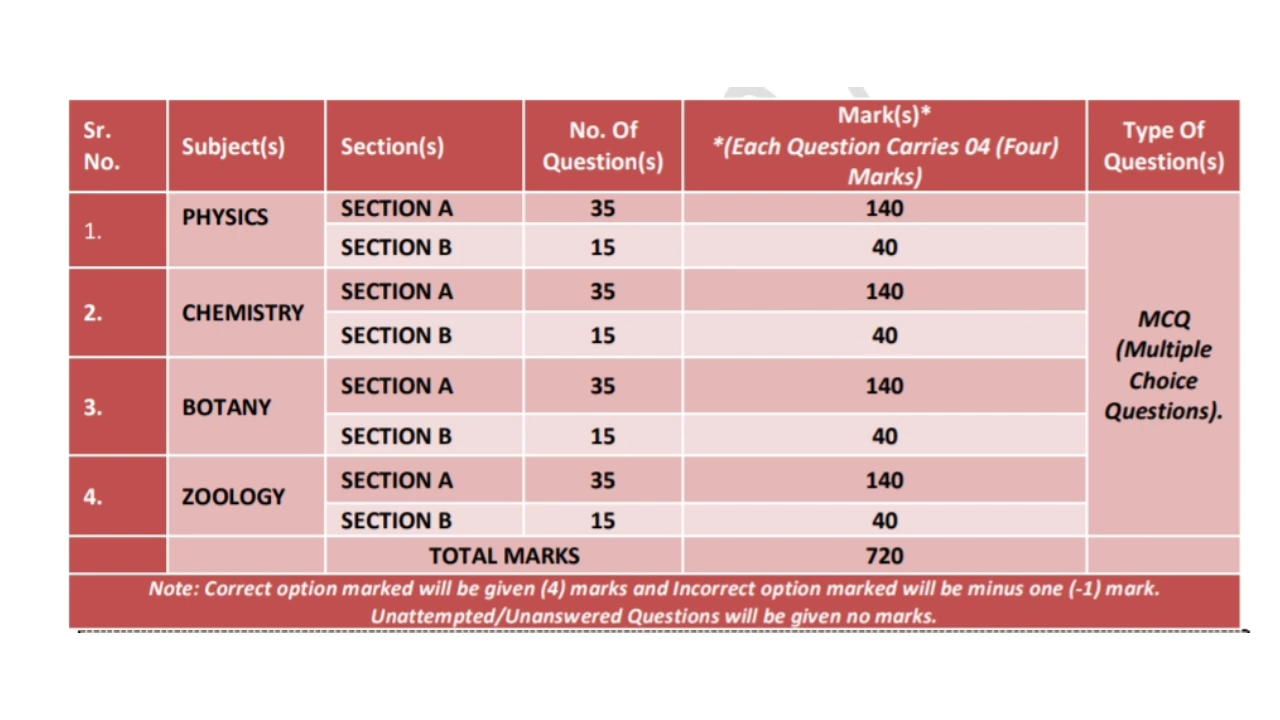 Sr. No.
Subject(s)
Section(s)
No. Of Question(s)
Mark(s)*
*(Each Question Carries 04 (Four)
Marks)
Type Of Question(s)
1.
PHYSICS
SECTION A 35 140
SECTION B 15 40
2.
CHEMISTRY
SECTION A 35 140
SECTION B 15 40
3.
BOTANY
SECTION A 35 140
SECTION B 15 40
4.
ZOOLOGY
SECTION A 35 140
SECTION B 15 40
MCQ
(Multiple
Choice
Questions).
TOTAL MARKS 720
Note: Correct option marked will be given (4) marks and Incorrect option marked will be minus one (-1) mark.
Unattempted/Unanswered Questions will be given no marks.